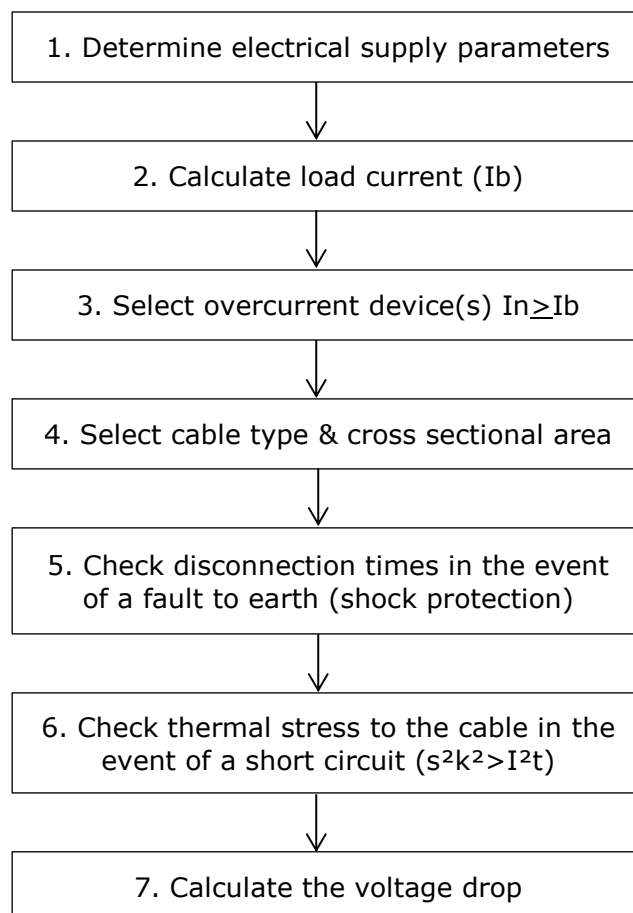 1. Determine electrical supply parameters
2. Calculate load current (Ib)
3. Select overcurrent device(s) In≥Ib
4. Select cable type & cross sectional area
5. Check disconnection times in the event
of a fault to earth (shock protection)
6. Check thermal stress to the cable in the
event of a short circuit (s²k²>I²t)
7. Calculate the voltage drop